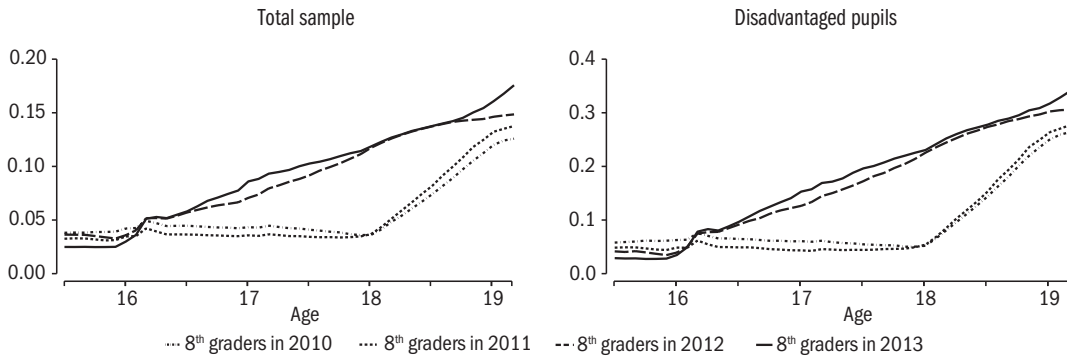 Total sample
Disadvantaged pupils
0.20
0.15
0.10
0.05
0.00
16
17
18
19
Age
0.4
0.3
0.2
0.1
0.0
16
17
18
19
Age
8th graders in 2010
8th graders in 2011
8th graders in 2012
8th graders in 2013